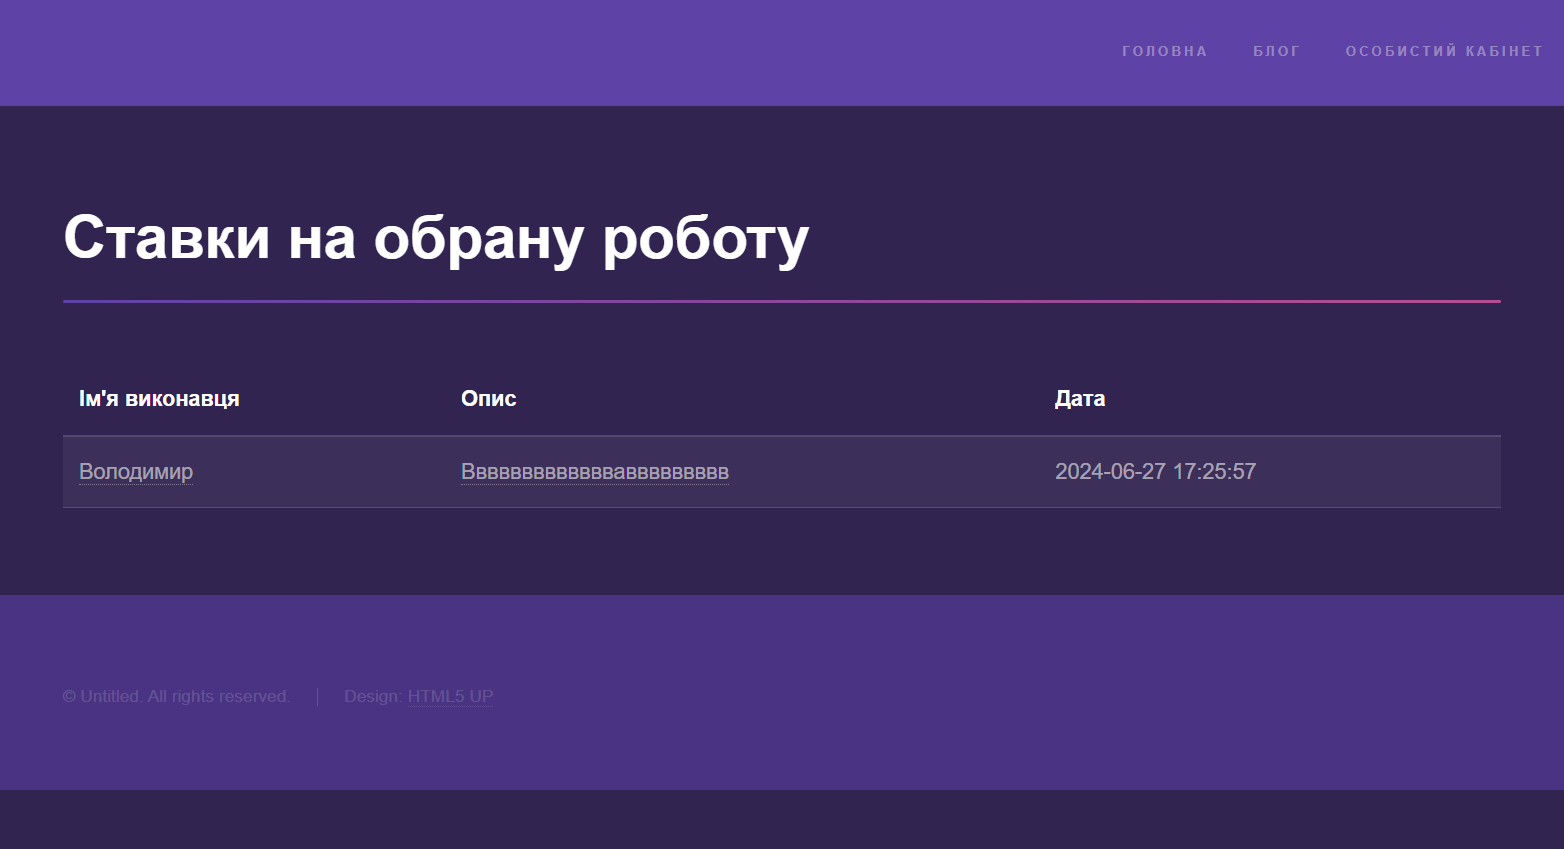 ГОЛОВНА БЛОГ ОСОБИСТИЙ КАБІНЕТ
Ставки на обрану роботу
Ім'я виконавця Опис Дата
Володимир Вввввввввввввавввввввввв 2024-06-27 17:25:57
© Untitled. All rights reserved. Design: HTML5 UP